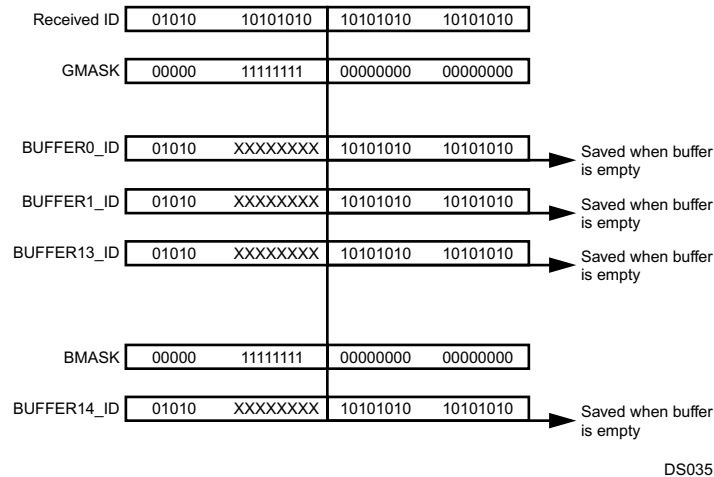 Received ID 01010 10101010 10101010 10101010
GMASK 00000 11111111 00000000 00000000
BUFFER0_ID 01010 XXXXXXXX 10101010 10101010
Saved when buffer
is empty
BUFFER1_ID 01010 XXXXXXXX 10101010 10101010
Saved when buffer
is empty
BUFFER13_ID 01010 XXXXXXXX 10101010 10101010
Saved when buffer
is empty
BMASK 00000 11111111 00000000 00000000
BUFFER14_ID 01010 XXXXXXXX 10101010 10101010
Saved when buffer
is empty
DS035